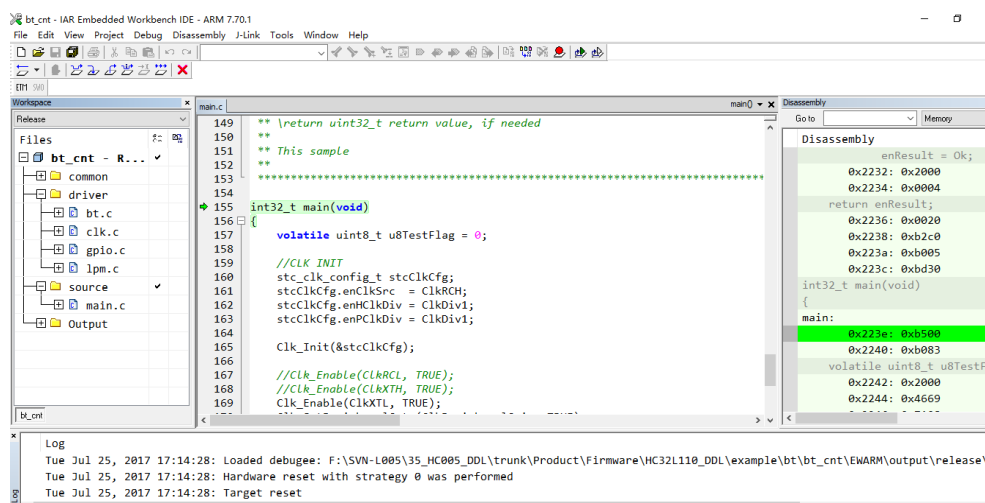 bt_cnt - IAR Embedded Workbench IDE - ARM 7.70.1
File Edit View Project Debug Disassembly J-Link Tools Window Help
ETM SWO
Workspace
Release
Files
bt_cnt - R...
common
driver
bt.c
clk.c
gpio.c
lpm.c
source
main.c
Output
bt_cnt
main.c
main()
149 ** \return uint32_t return value, if needed
150 **
151 ** This sample
152 **
153 ******************************************************************************
154
155 int32_t main(void)
156 {
157 volatile uint8_t u8TestFlag = 0;
158
159 //CLK INIT
160 stc_clk_config_t stcClkCfg;
161 stcClkCfg.enClkSrc = ClkRCH;
162 stcClkCfg.enHClkDiv = ClkDiv1;
163 stcClkCfg.enPClkDiv = ClkDiv1;
164
165 Clk_Init(&stcClkCfg);
166
167 //Clk_Enable(ClkRCL, TRUE);
168 //Clk_Enable(ClkXTH, TRUE);
169 Clk_Enable(ClkXTL, TRUE);
Disassembly
Go to Memory
Disassembly
enResult = Ok;
0x2232: 0x2000
0x2234: 0x0004
return enResult;
0x2236: 0x0020
0x2238: 0xb2c0
0x223a: 0xb005
0x223c: 0xbd30
int32_t main(void)
{
main:
0x223e: 0xb500
0x2240: 0xb083
volatile uint8_t u8TestF
0x2242: 0x2000
0x2244: 0x4669
Log
Tue Jul 25, 2017 17:14:28: Loaded debugee: F:\SVN-L005\35_HC005_DDL\trunk\Product\Firmware\HC32L110_DDL\example\bt\bt_cnt\EWARM\output\release\
Tue Jul 25, 2017 17:14:28: Hardware reset with strategy 0 was performed
Tue Jul 25, 2017 17:14:28: Target reset
Log